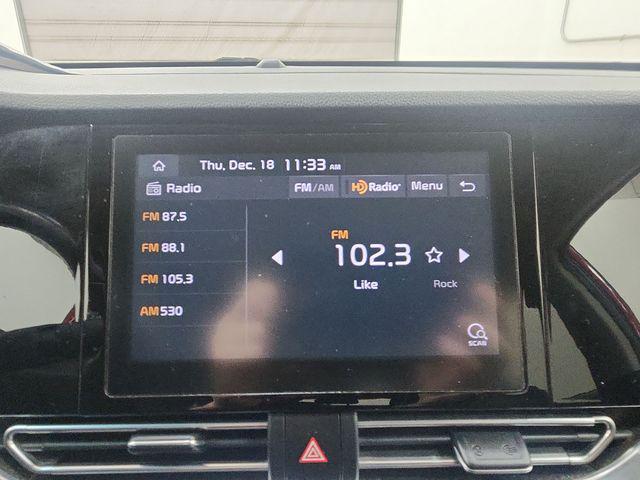 Thu, Dec. 18 11:33 AM
Radio FM/AM HD Radio Menu
FM 87.5
FM 88.1
FM 105.3
AM 530
FM
102.3
Like Rock
SCAN